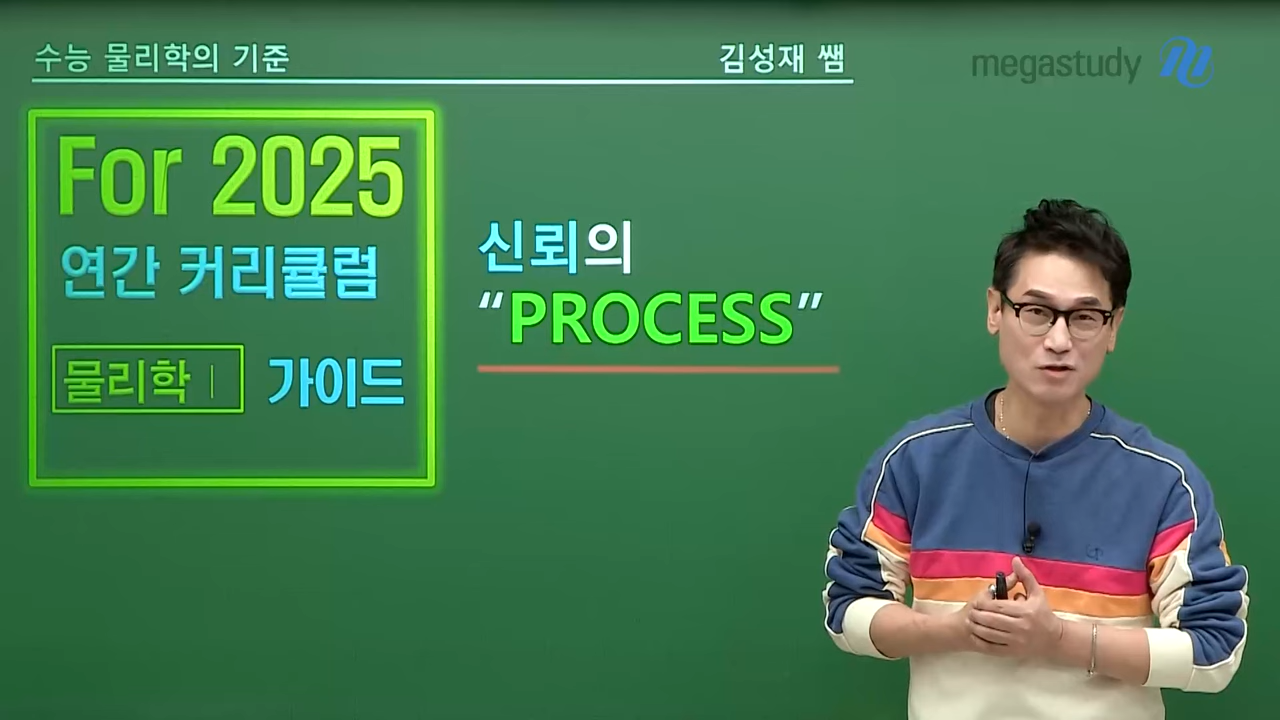 수능 물리학의 기준
김성재 쌤
megastudy
For 2025
연간 커리큘럼
물리학 I 가이드
신뢰의
“PROCESS”